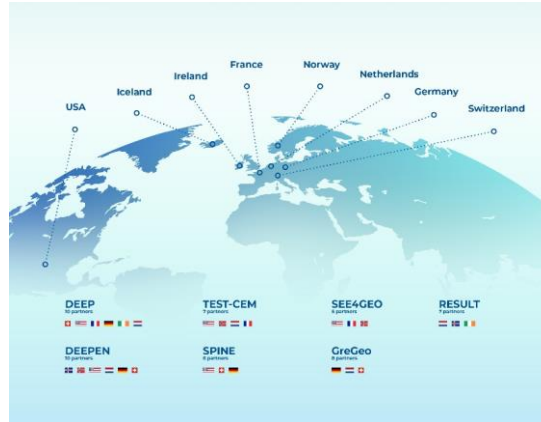 USA
Iceland
Ireland
France
Norway
Netherlands
Germany
Switzerland
DEEP
10 partners
TEST-CEM
7 partners
SEE4GEO
6 partners
RESULT
7 partners
DEEPEN
10 partners
SPINE
8 partners
GreGeo
8 partners